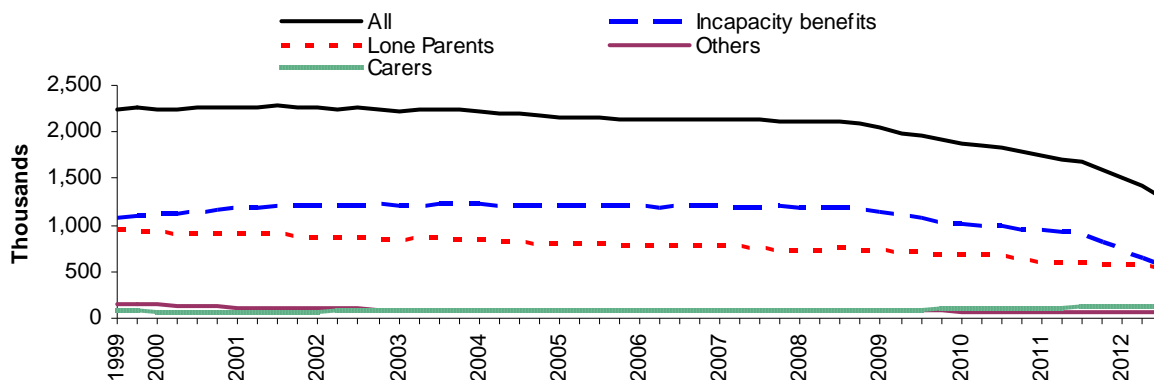 All Incapacity benefits
Lone Parents Others
Carers
Thousands
2,500
2,000
1,500
1,000
500
0
1999 2000 2001 2002 2003 2004 2005 2006 2007 2008 2009 2010 2011 2012